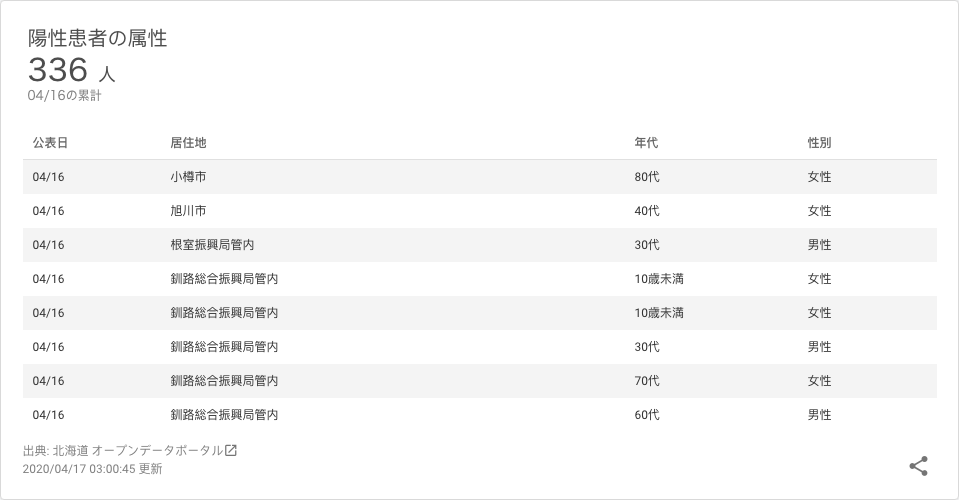 陽性患者の属性
336 人
04/16の累計
公表日 居住地 年代 性別
04/16 小樽市 80代 女性
04/16 旭川市 40代 女性
04/16 根室振興局管内 30代 男性
04/16 釧路総合振興局管内 10歳未満 女性
04/16 釧路総合振興局管内 10歳未満 女性
04/16 釧路総合振興局管内 30代 男性
04/16 釧路総合振興局管内 70代 女性
04/16 釧路総合振興局管内 60代 男性
出典: 北海道 オープンデータポータル
2020/04/17 03:00:45 更新